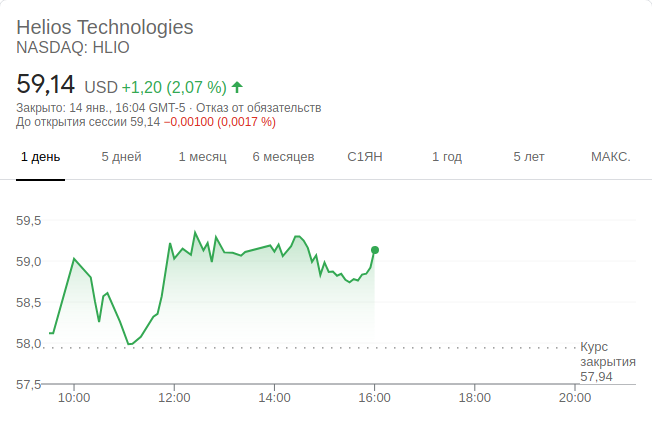 Helios Technologies
NASDAQ: HLIO
59,14 USD +1,20 (2,07 %)
Закрыто: 14 янв., 16:04 GMT-5 · Отказ от обязательств
До открытия сессии 59,14 −0,00100 (0,0017 %)
1 день 5 дней 1 месяц 6 месяцев С1ЯН 1 год 5 лет МАКС.
59,5
59,0
58,5
58,0
Курс
закрытия
57,94
57,5
10:00 12:00 14:00 16:00 18:00 20:00